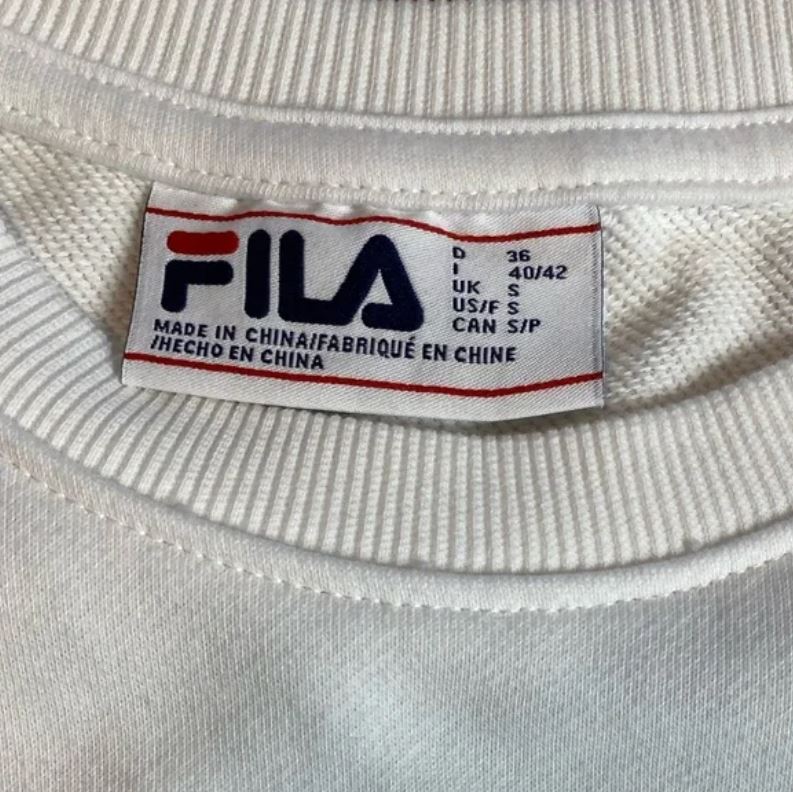 FILA
MADE IN CHINA/FABRIQUÉ EN CHINE
/HECHO EN CHINA
D 36
I 40/42
UK S
US/F S
CAN S/P